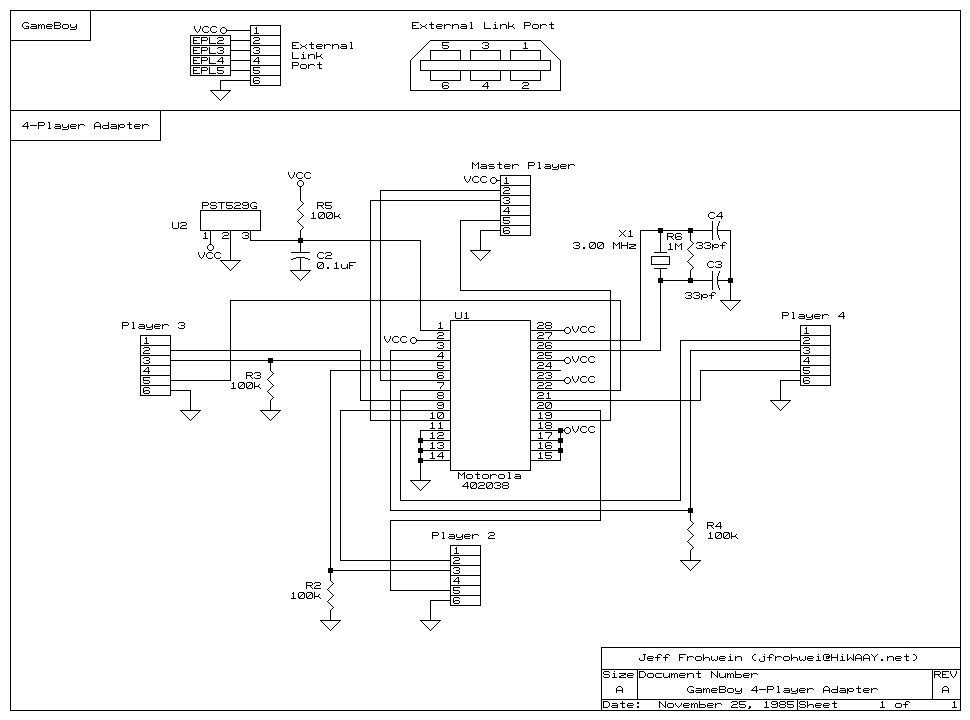 GameBoy
VCC
EPL2
EPL3
EPL4
EPL5
1
2
3
4
5
6
External
Link
Port
External Link Port
5 3 1
6 4 2
4-Player Adapter
Master Player
VCC
1
2
3
4
5
6
VCC
R5
100k
PST529G
U2
1 2 3
VCC
C2
0.1uF
X1
3.00 MHz
R6
1M
C4
33pf
C3
33pf
Player 3
1
2
3
4
5
6
R3
100k
U1
VCC
1
2
3
4
5
6
7
8
9
10
11
12
13
14
28
27
26
25
24
23
22
21
20
19
18
17
16
15
VCC
VCC
VCC
VCC
Motorola
402038
Player 4
1
2
3
4
5
6
R4
100k
Player 2
1
2
3
4
5
6
R2
100k
Jeff Frohwein (jfrohwei@HiWAAY.net)
Size Document Number REV
A GameBoy 4-Player Adapter A
Date: November 25, 1985 Sheet 1 of 1